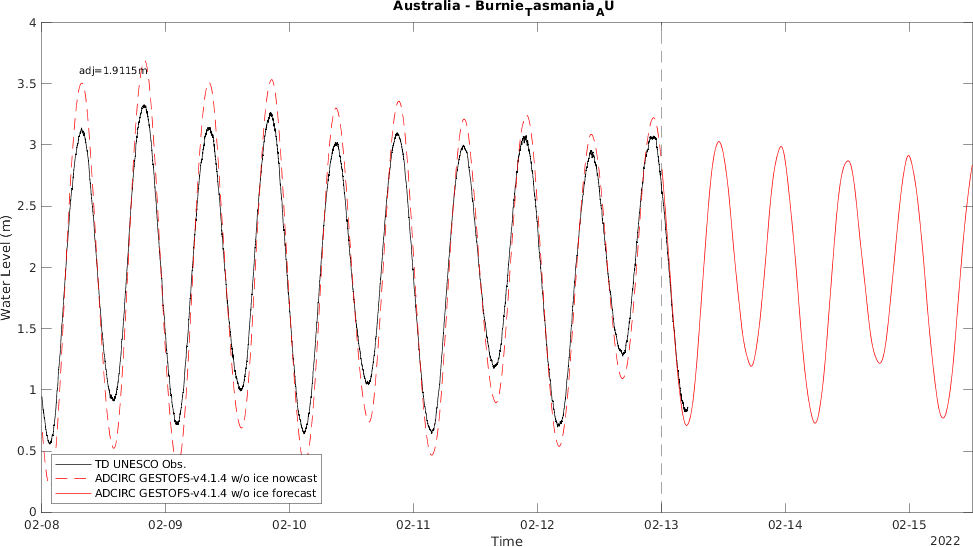 Australia - BurnieTasmaniaAU
adj=1.9115m
Water Level (m)
4
3.5
3
2.5
2
1.5
1
0.5
0
TD UNESCO Obs.
ADCIRC GESTOFS-v4.1.4 w/o ice nowcast
ADCIRC GESTOFS-v4.1.4 w/o ice forecast
02-08 02-09 02-10 02-11 02-12 02-13 02-14 02-15
Time
2022